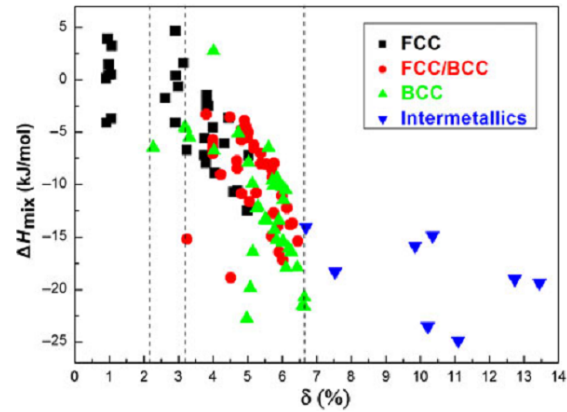 FCC
FCC/BCC
BCC
Intermetallics
ΔHmix (kJ/mol)
5
0
-5
-10
-15
-20
-25
0 1 2 3 4 5 6 7 8 9 10 11 12 13 14
δ (%)